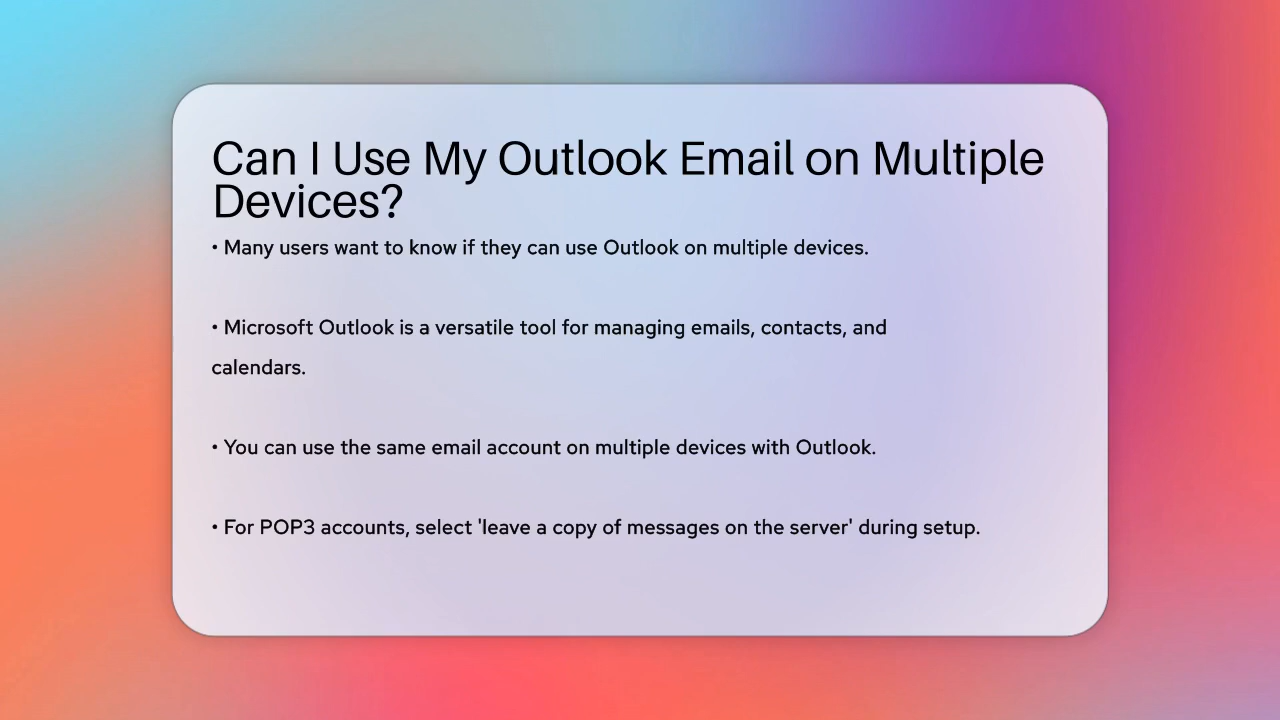 Can I Use My Outlook Email on Multiple
Devices?
• Many users want to know if they can use Outlook on multiple devices.
• Microsoft Outlook is a versatile tool for managing emails, contacts, and
calendars.
• You can use the same email account on multiple devices with Outlook.
• For POP3 accounts, select 'leave a copy of messages on the server' during setup.